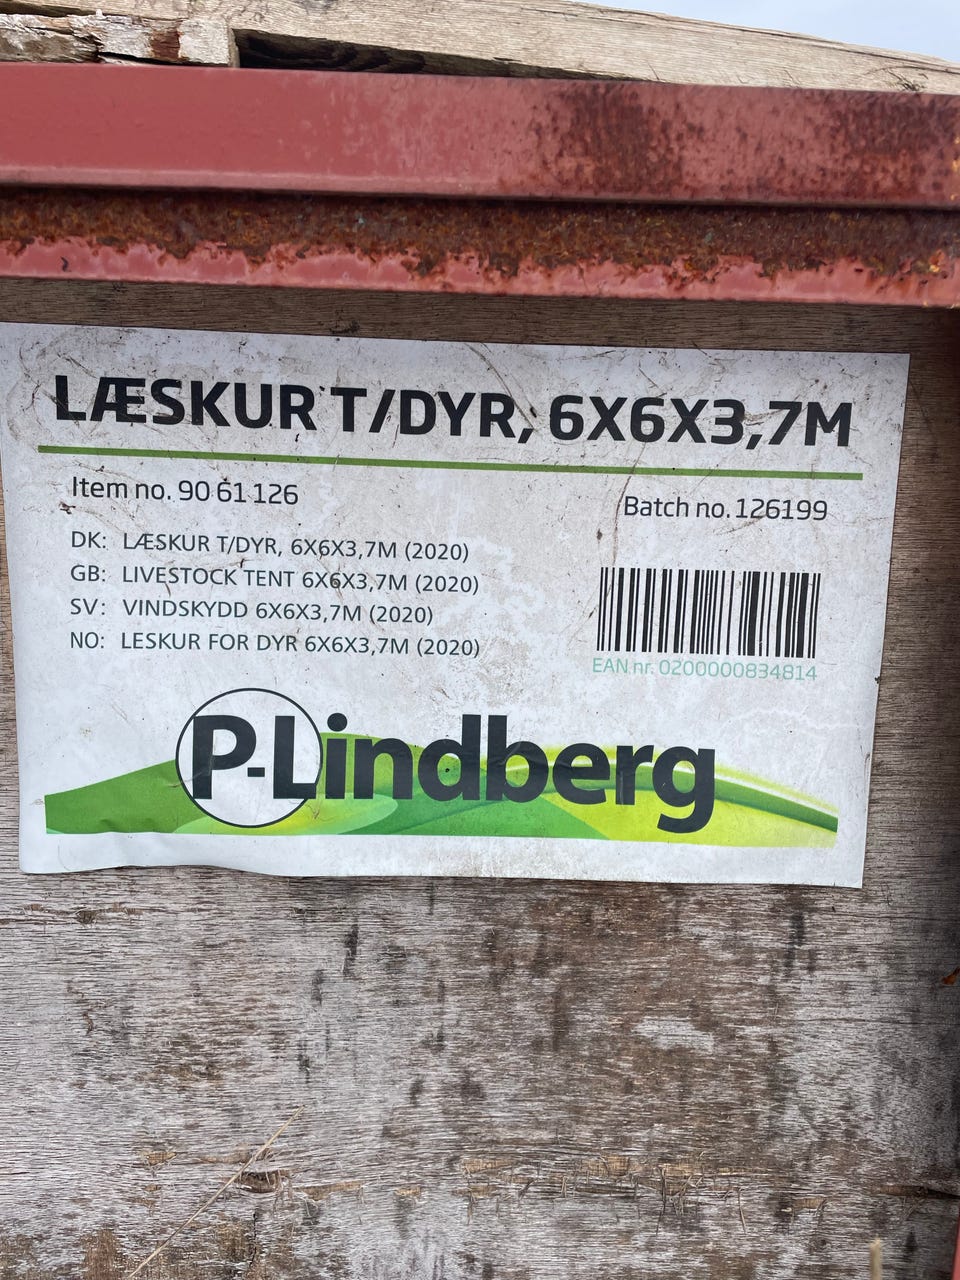 LÆSKUR T/DYR, 6X6X3,7M
Item no. 90 61 126
Batch no. 126199
DK: LÆSKUR T/DYR, 6X6X3,7M (2020)
GB: LIVESTOCK TENT 6X6X3,7M (2020)
SV: VINDSKYDD 6X6X3,7M (2020)
NO: LESKUR FOR DYR 6X6X3,7M (2020)
EAN nr. 0200000834814
P-Lindberg